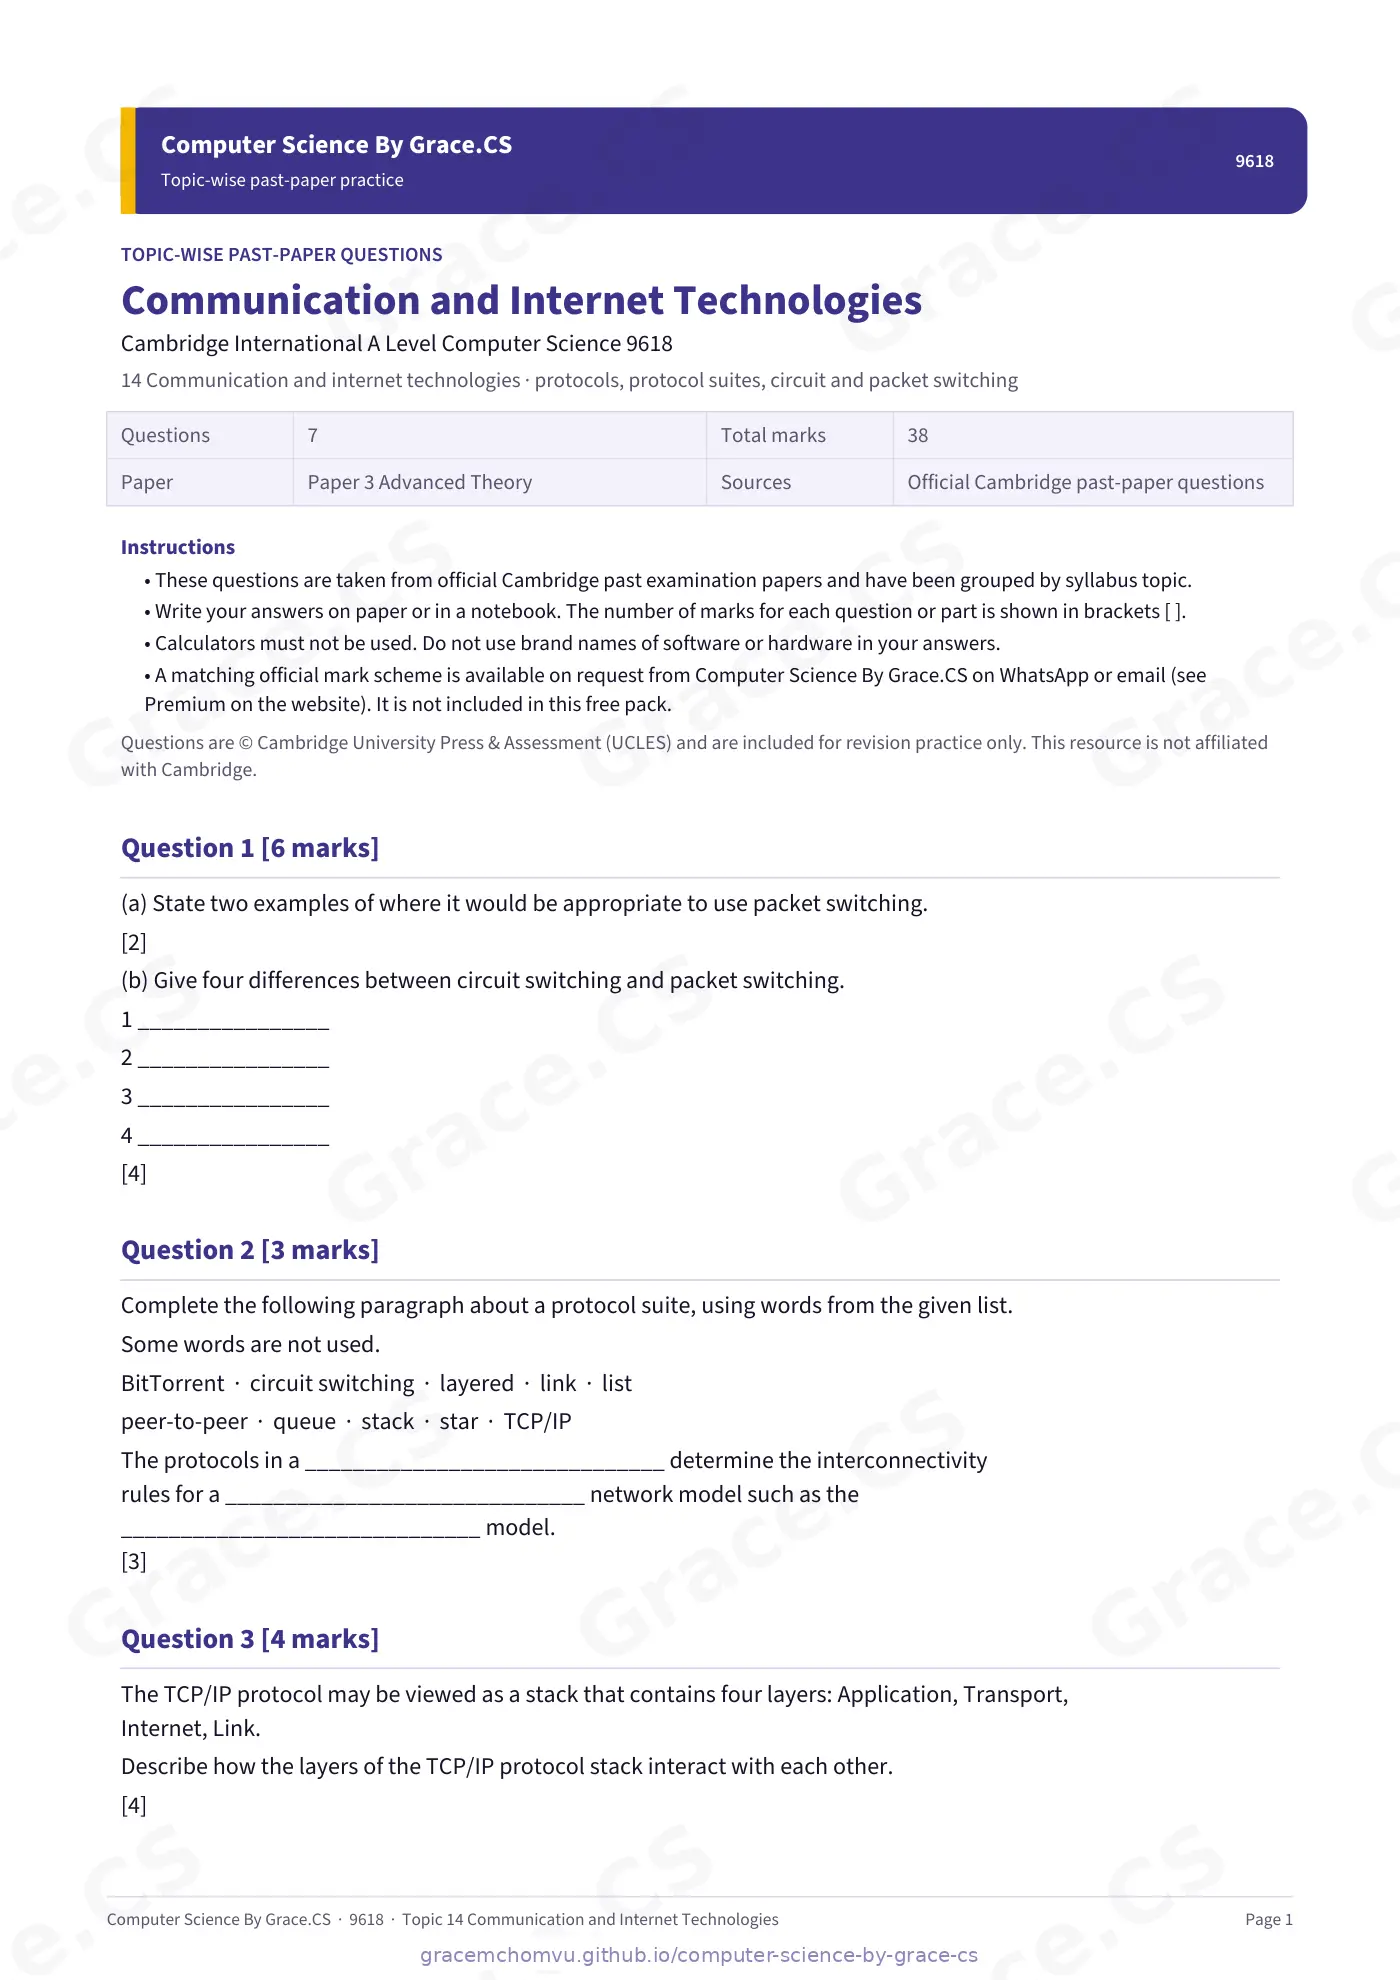 Computer Science By Grace.CS
Topic-wise past-paper practice
9618
TOPIC-WISE PAST-PAPER QUESTIONS
Communication and Internet Technologies
Cambridge International A Level Computer Science 9618
14 Communication and internet technologies · protocols, protocol suites, circuit and packet switching
Questions 7 Total marks 38
Paper Paper 3 Advanced Theory Sources Official Cambridge past-paper questions
Instructions
• These questions are taken from official Cambridge past examination papers and have been grouped by syllabus topic.
• Write your answers on paper or in a notebook. The number of marks for each question or part is shown in brackets [ ].
• Calculators must not be used. Do not use brand names of software or hardware in your answers.
• A matching official mark scheme is available on request from Computer Science By Grace.CS on WhatsApp or email (see
Premium on the website). It is not included in this free pack.
Questions are © Cambridge University Press & Assessment (UCLES) and are included for revision practice only. This resource is not affiliated
with Cambridge.
Question 1 [6 marks]
(a) State two examples of where it would be appropriate to use packet switching.
[2]
(b) Give four differences between circuit switching and packet switching.
1 ________________
2 ________________
3 ________________
4 ________________
[4]
Question 2 [3 marks]
Complete the following paragraph about a protocol suite, using words from the given list.
Some words are not used.
BitTorrent · circuit switching · layered · link · list
peer-to-peer · queue · stack · star · TCP/IP
The protocols in a ______________________________ determine the interconnectivity
rules for a ______________________________ network model such as the
______________________________ model.
[3]
Question 3 [4 marks]
The TCP/IP protocol may be viewed as a stack that contains four layers: Application, Transport,
Internet, Link.
Describe how the layers of the TCP/IP protocol stack interact with each other.
[4]
Computer Science By Grace.CS · 9618 · Topic 14 Communication and Internet Technologies
Page 1
gracemchomvu.github.io/computer-science-by-grace-cs